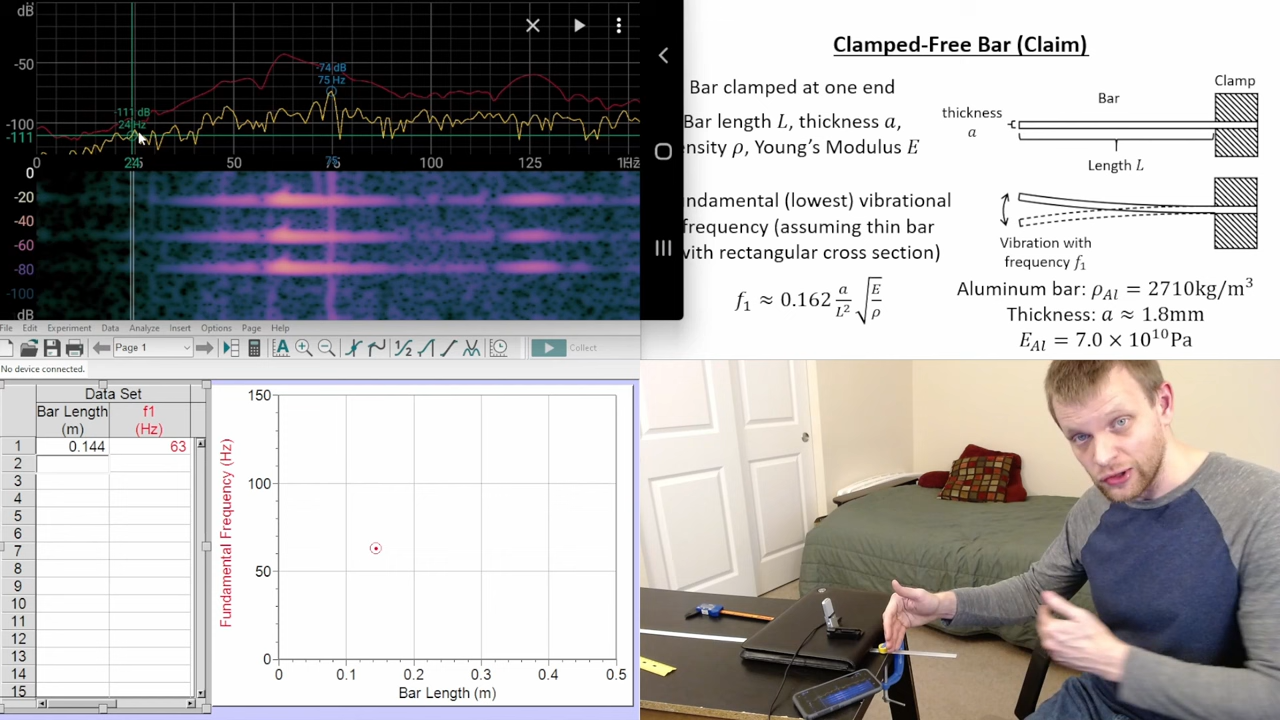 dB
-50
-74 dB
75 Hz
-111 dB
24 Hz
-100
-111
0
50
75
100
125
0
-20
-40
-60
-80
-100
dB
File Edit Experiment Data Analyze Insert Options Page Help
Page 1
Collect
No device connected.
Data Set
Bar Length
(m)
f1
(Hz)
1 0.144 63
2
3
4
5
6
7
8
9
10
11
12
13
14
15
Fundamental Frequency (Hz)
150
100
50
0
0 0.1 0.2 0.3 0.4 0.5
Bar Length (m)
Clamped-Free Bar (Claim)
Bar clamped at one end
Bar length L, thickness a,
ensity ρ, Young's Modulus E
undamental (lowest) vibrational
frequency (assuming thin bar
with rectangular cross section)
f₁ ≈ 0.162 a/L² √E/ρ
Clamp
Bar
thickness
a
Length L
Vibration with
frequency f₁
Aluminum bar: ρ_Al = 2710kg/m³
Thickness: a ≈ 1.8mm
E_Al = 7.0 × 10¹⁰Pa